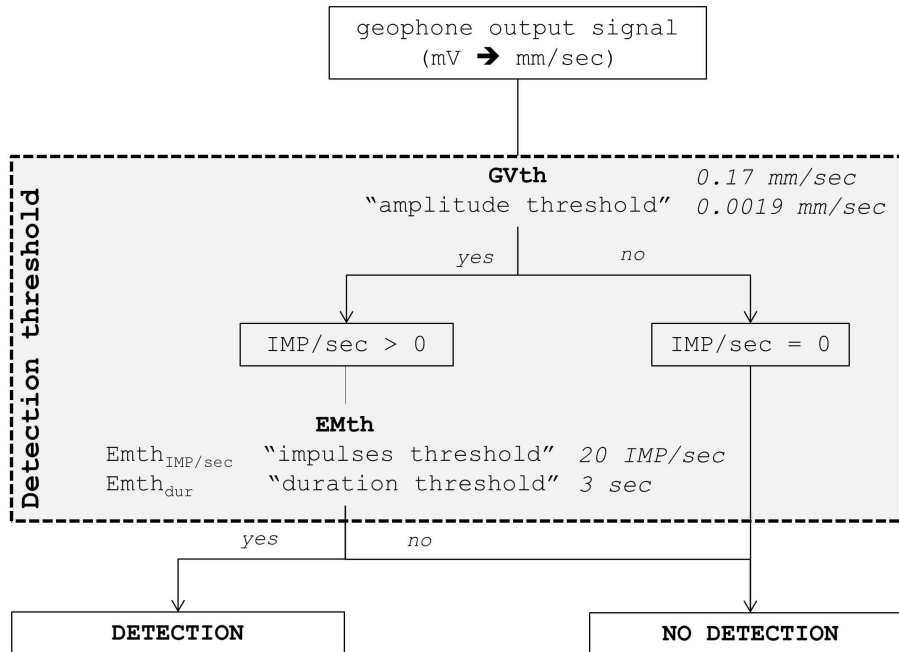 geophone output signal
(mV ➔ mm/sec)
Detection threshold
GVth 0.17 mm/sec
“amplitude threshold” 0.0019 mm/sec
yes no
IMP/sec > 0 IMP/sec = 0
EMth
Emth_IMP/sec “impulses threshold” 20 IMP/sec
Emth_dur “duration threshold” 3 sec
yes no
DETECTION NO DETECTION